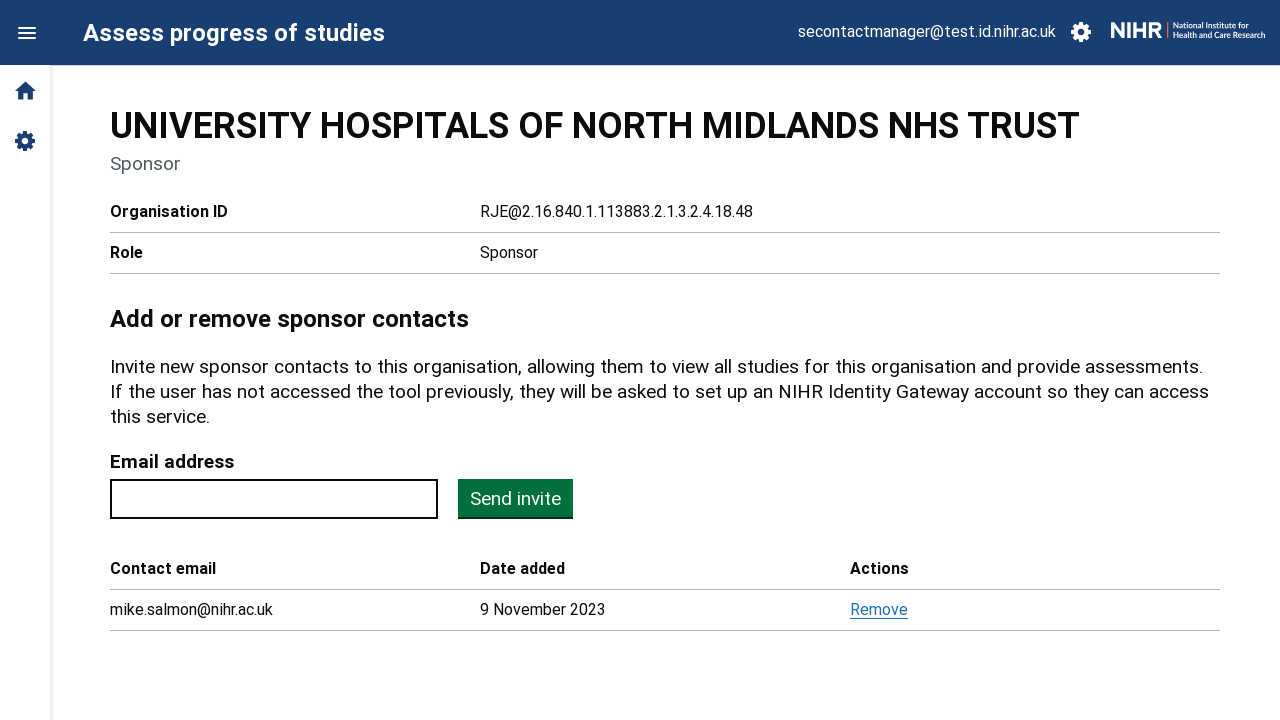 Assess progress of studies
secontactmanager@test.id.nihr.ac.uk
NIHR | National Institute for
Health and Care Research
UNIVERSITY HOSPITALS OF NORTH MIDLANDS NHS TRUST
Sponsor
Organisation ID RJE@2.16.840.1.113883.2.1.3.2.4.18.48
Role Sponsor
Add or remove sponsor contacts
Invite new sponsor contacts to this organisation, allowing them to view all studies for this organisation and provide assessments.
If the user has not accessed the tool previously, they will be asked to set up an NIHR Identity Gateway account so they can access
this service.
Email address
Send invite
Contact email Date added Actions
mike.salmon@nihr.ac.uk 9 November 2023 Remove